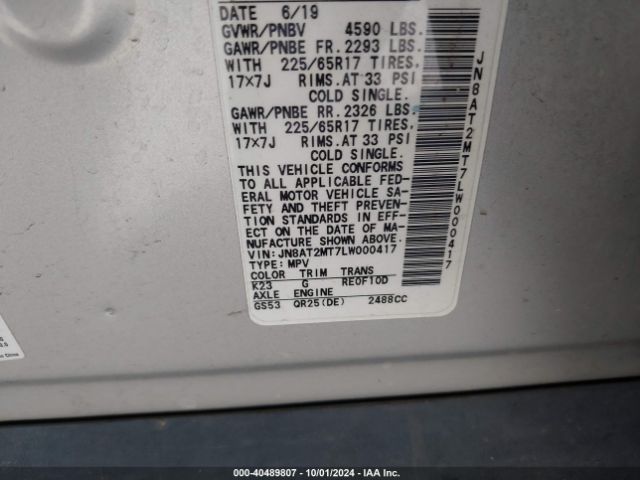 DATE 6/19
GVWR/PNBV 4590 LBS.
GAWR/PNBE FR. 2293 LBS.
WITH 225/65R17 TIRES.
17×7J RIMS. AT 33 PSI
COLD SINGLE.
GAWR/PNBE RR. 2326 LBS.
WITH 225/65R17 TIRES.
17×7J RIMS. AT 33 PSI
COLD SINGLE.
THIS VEHICLE CONFORMS
TO ALL APPLICABLE FED-
ERAL MOTOR VEHICLE SA-
FETY AND THEFT PREVEN-
TION STANDARDS IN EFF-
ECT ON THE DATE OF MA-
NUFACTURE SHOWN ABOVE.
VIN: JN8AT2MT7LW000417
TYPE: MPV
COLOR TRIM TRANS
K23 G RE0F10D
AXLE ENGINE
GS53 QR25(DE) 2488CC
JN8AT2MT7LW000417
000-40489807 - 10/01/2024 - IAA Inc.